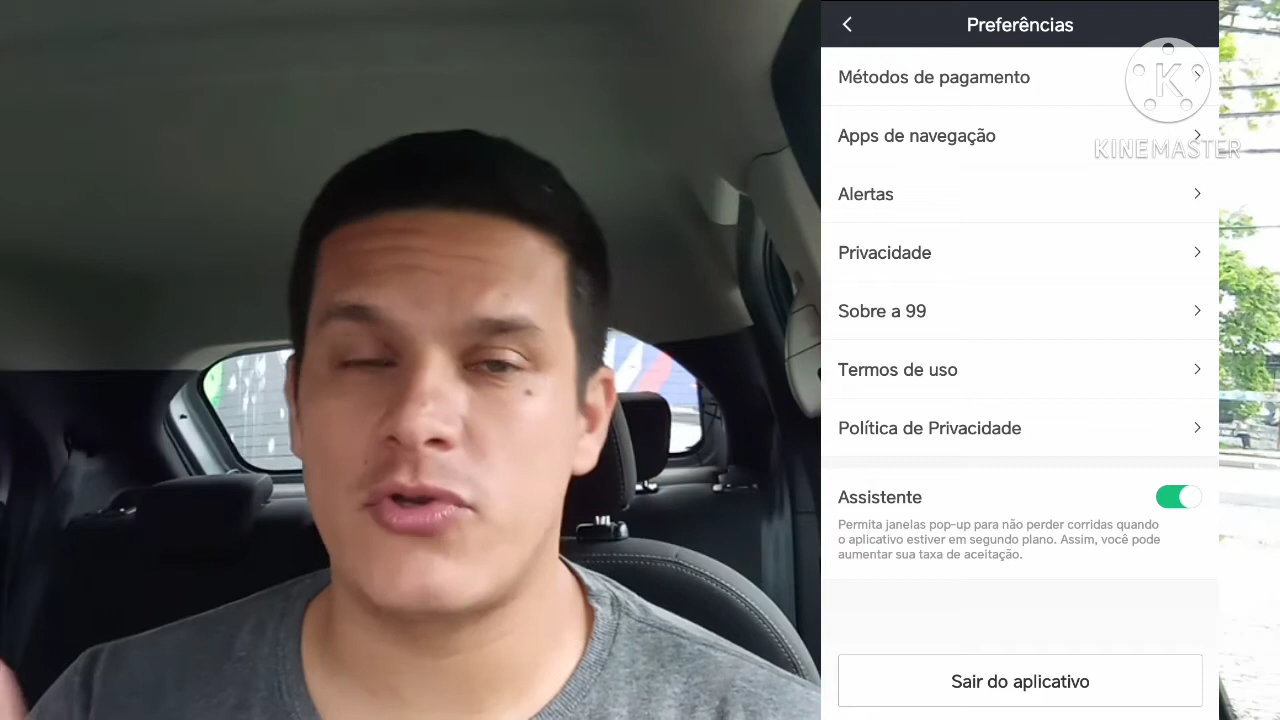 Preferências
Métodos de pagamento
K
KINEMASTER
Apps de navegação
Alertas
Privacidade
Sobre a 99
Termos de uso
Política de Privacidade
Assistente
Permita janelas pop-up para não perder corridas quando
o aplicativo estiver em segundo plano. Assim, você pode
aumentar sua taxa de aceitação.
Sair do aplicativo